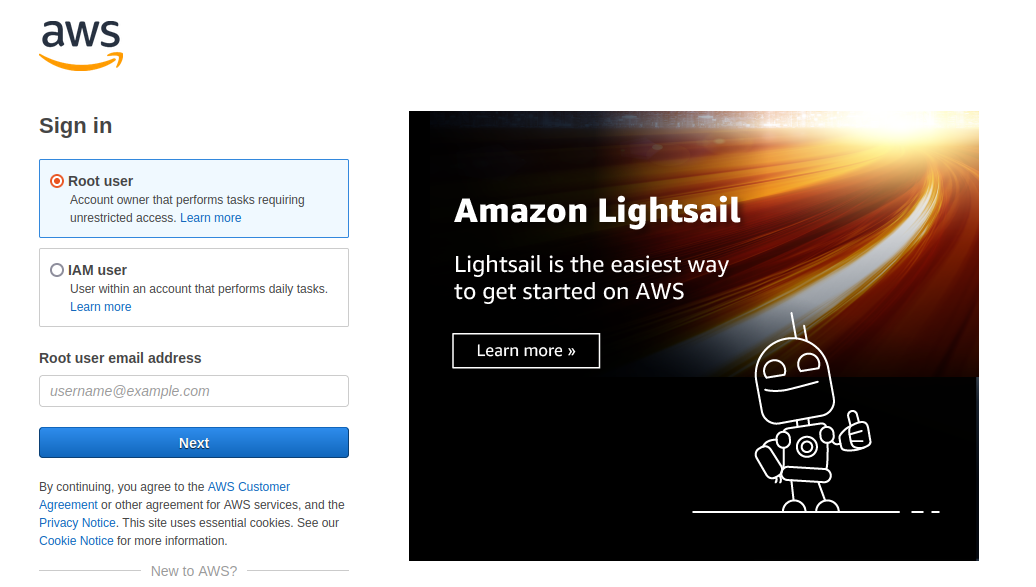 aws
Sign in
Root user
Account owner that performs tasks requiring
unrestricted access. Learn more
IAM user
User within an account that performs daily tasks.
Learn more
Root user email address
username@example.com
Next
By continuing, you agree to the AWS Customer
Agreement or other agreement for AWS services, and the
Privacy Notice. This site uses essential cookies. See our
Cookie Notice for more information.
New to AWS?
Amazon Lightsail
Lightsail is the easiest way
to get started on AWS
Learn more »